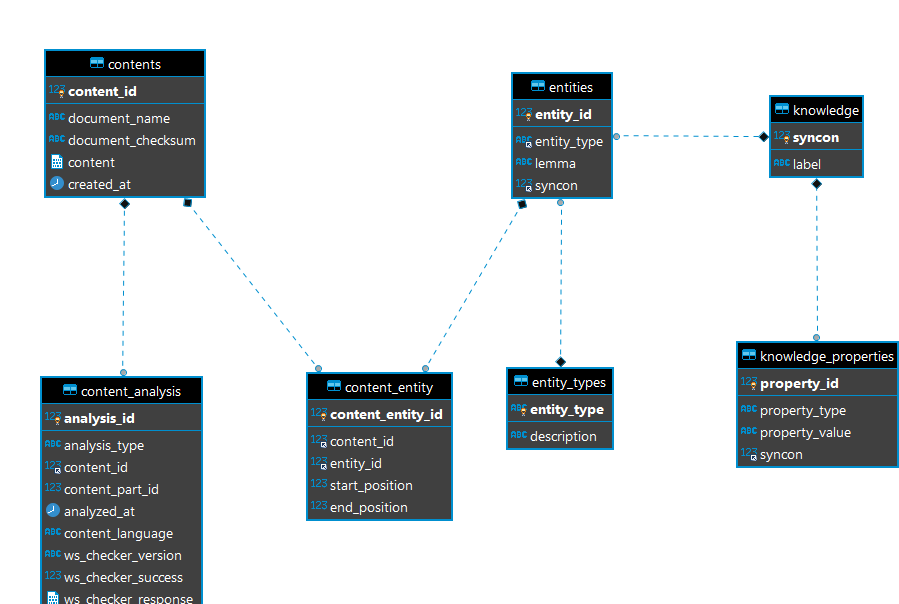 contents
123 content_id
ABC document_name
ABC document_checksum
content
created_at
entities
123 entity_id
ABC entity_type
ABC lemma
123 syncon
knowledge
123 syncon
ABC label
content_analysis
123 analysis_id
ABC analysis_type
123 content_id
123 content_part_id
analyzed_at
ABC content_language
ABC ws_checker_version
123 ws_checker_success
ws_checker_response
content_entity
123 content_entity_id
123 content_id
123 entity_id
123 start_position
123 end_position
entity_types
ABC entity_type
ABC description
knowledge_properties
123 property_id
ABC property_type
ABC property_value
123 syncon